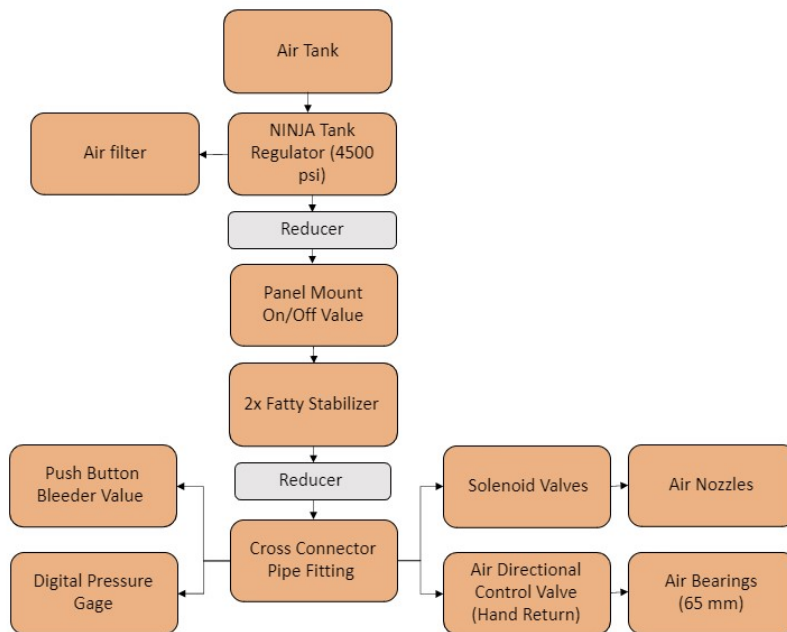 Air Tank
Air filter
NINJA Tank
Regulator (4500
psi)
Reducer
Panel Mount
On/Off Value
2x Fatty Stabilizer
Reducer
Push Button
Bleeder Value
Solenoid Valves
Air Nozzles
Cross Connector
Pipe Fitting
Digital Pressure
Gage
Air Directional
Control Valve
(Hand Return)
Air Bearings
(65 mm)